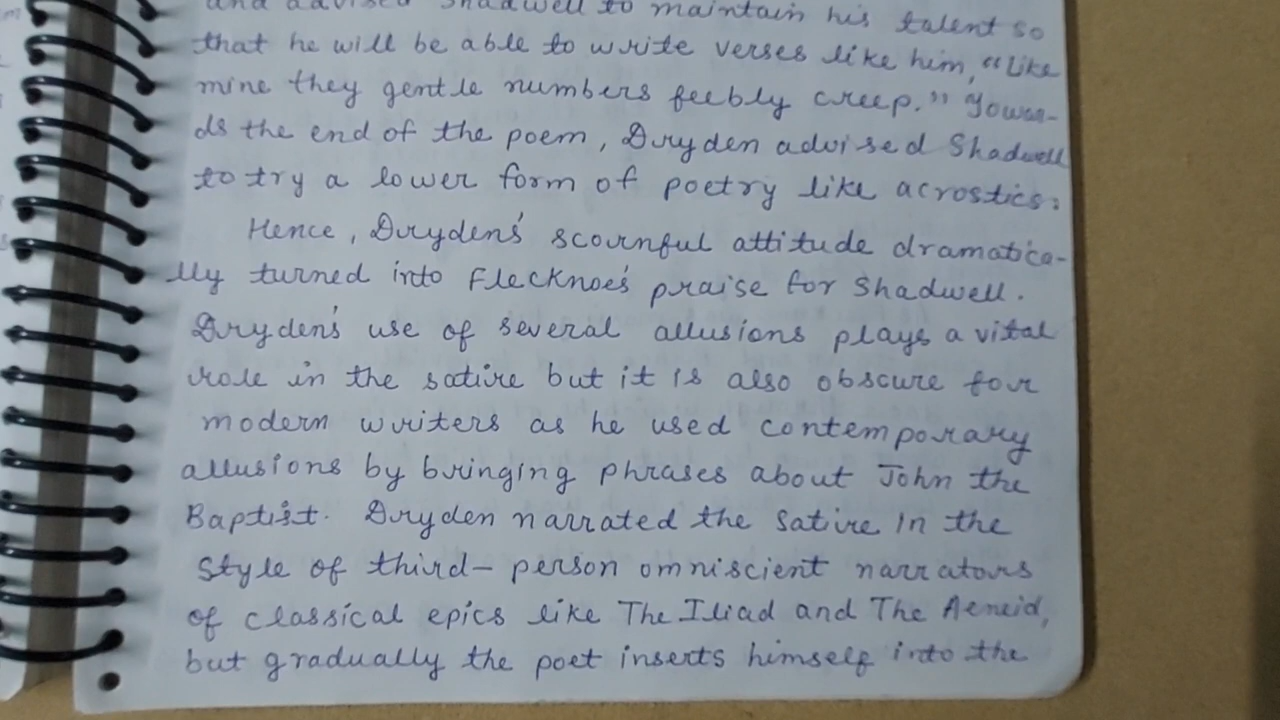 and advised Shadwell to maintain his talent so
that he will be able to write verses like him, "Like
mine they gentle numbers feebly creep." Towar-
ds the end of the poem, Dryden advised Shadwell
to try a lower form of poetry like acrostics.
Hence, Dryden's scornful attitude dramatica-
lly turned into Flecknoe's praise for Shadwell.
Dryden's use of several allusions plays a vital
role in the satire but it is also obscure for
modern writers as he used contemporary
allusions by bringing phrases about John the
Baptist. Dryden narrated the satire in the
style of third- person omniscient narrators
of classical epics like The Iliad and The Aeneid,
but gradually the poet inserts himself into the